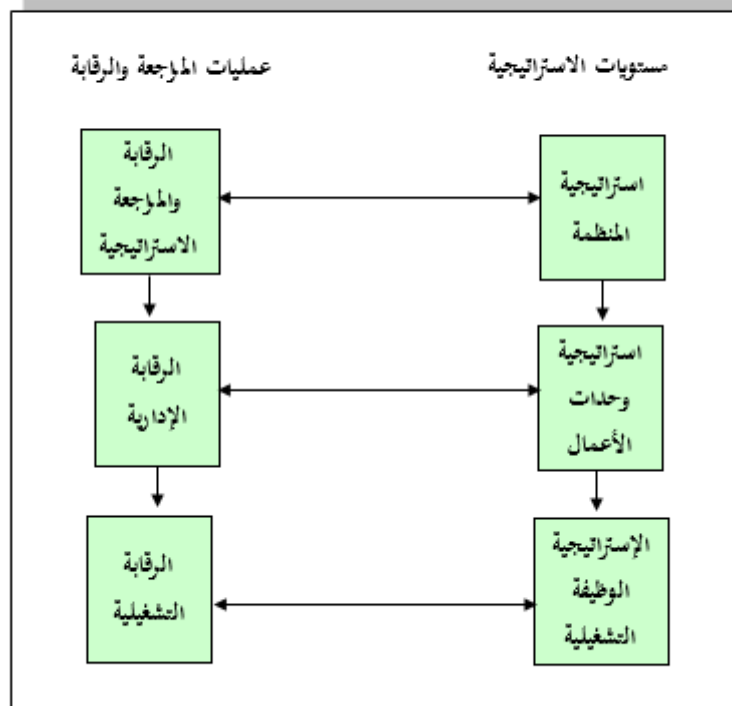 مستويات الاستراتيجية
عمليات المراجعة والرقابة
استراتيجية
المنظمة
الرقابة
والمراجعة
الاستراتيجية
استراتيجية
وحدات
الأعمال
الرقابة
الإدارية
الإستراتيجية
الوظيفة
التشغيلية
الرقابة
التشغيلية